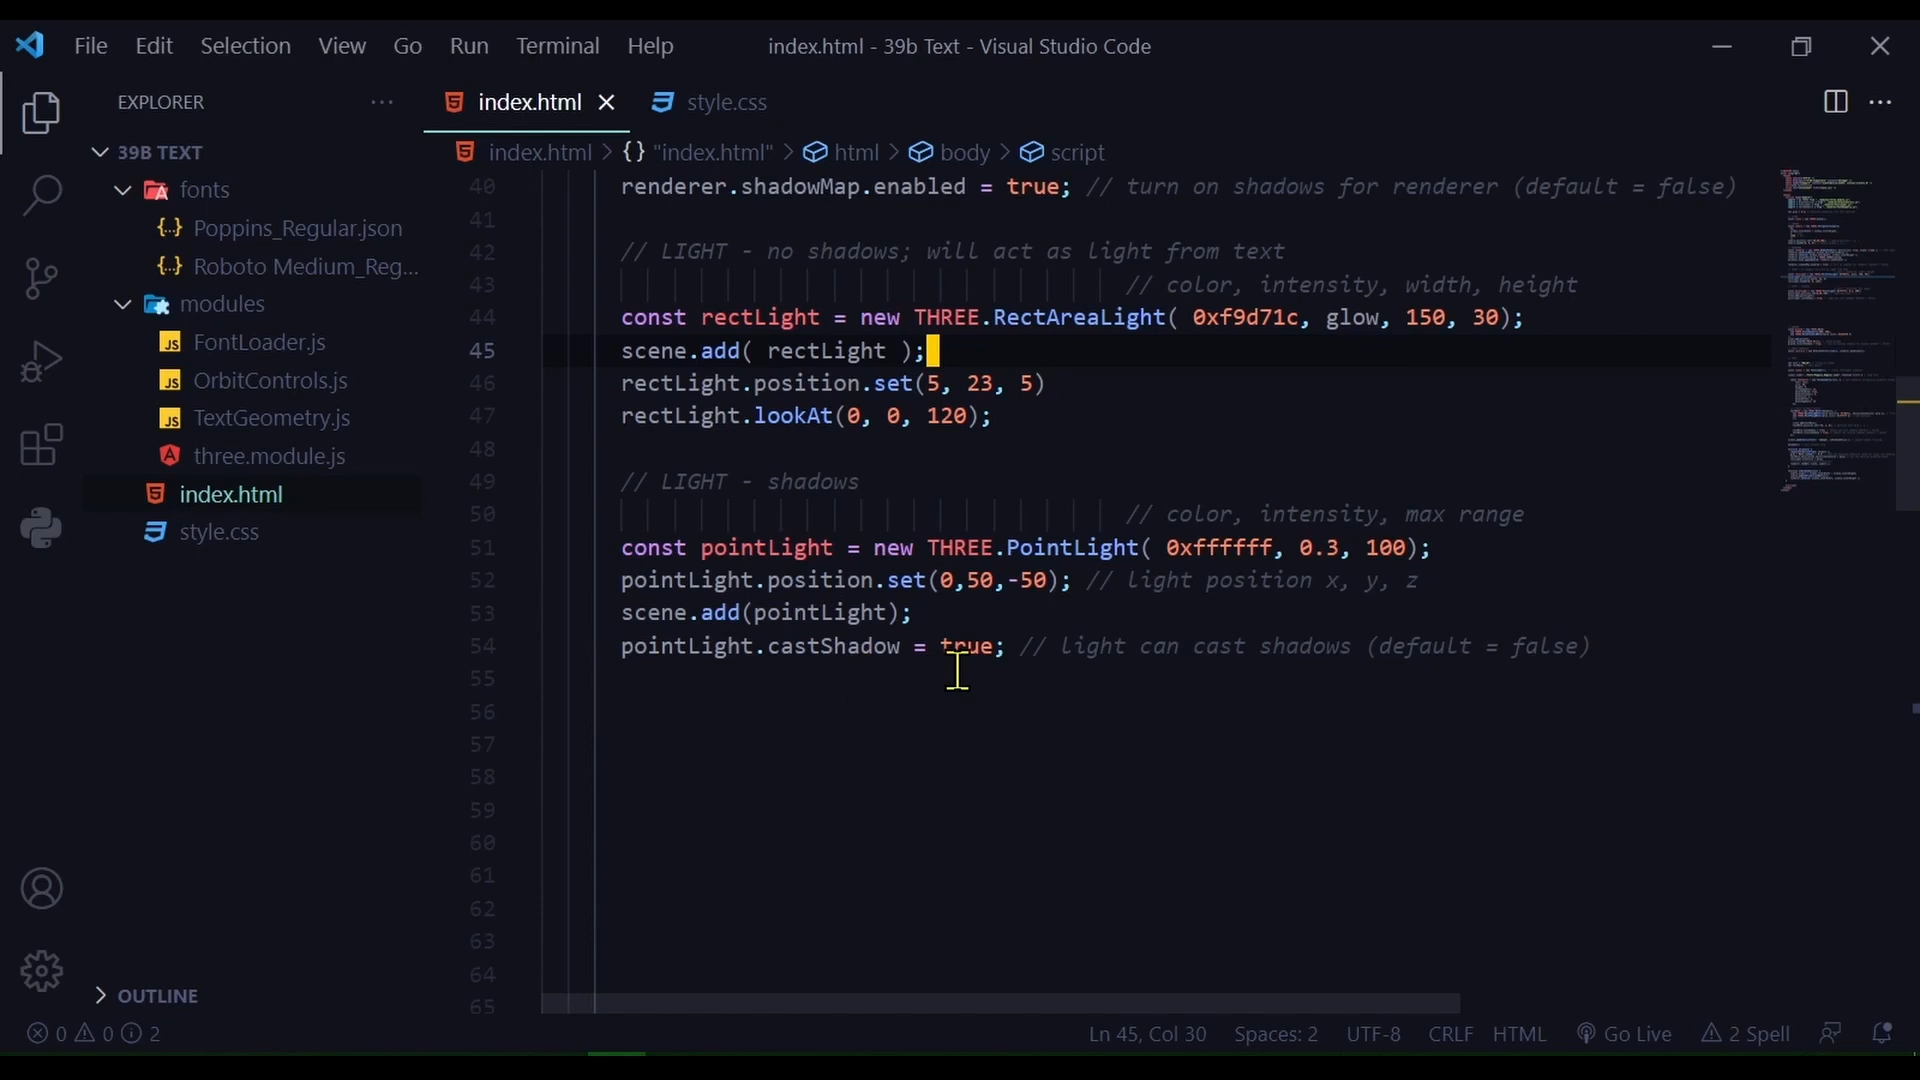 File Edit Selection View Go Run Terminal Help
index.html - 39b Text - Visual Studio Code
EXPLORER
39B TEXT
fonts
Poppins_Regular.json
Roboto Medium_Reg...
modules
FontLoader.js
OrbitControls.js
TextGeometry.js
three.module.js
index.html
style.css
OUTLINE
index.html style.css
index.html > {} "index.html" > html > body > script
40 renderer.shadowMap.enabled = true; // turn on shadows for renderer (default = false)
41
42 // LIGHT - no shadows; will act as light from text
43 // color, intensity, width, height
44 const rectLight = new THREE.RectAreaLight( 0xf9d71c, glow, 150, 30);
45 scene.add( rectLight );
46 rectLight.position.set(5, 23, 5)
47 rectLight.lookAt(0, 0, 120);
48
49 // LIGHT - shadows
50 // color, intensity, max range
51 const pointLight = new THREE.PointLight( 0xffffff, 0.3, 100);
52 pointLight.position.set(0,50,-50); // light position x, y, z
53 scene.add(pointLight);
54 pointLight.castShadow = true; // light can cast shadows (default = false)
55
56
57
58
59
60
61
62
63
64
65
0 0 2
Ln 45, Col 30 Spaces: 2 UTF-8 CRLF HTML Go Live 2 Spell